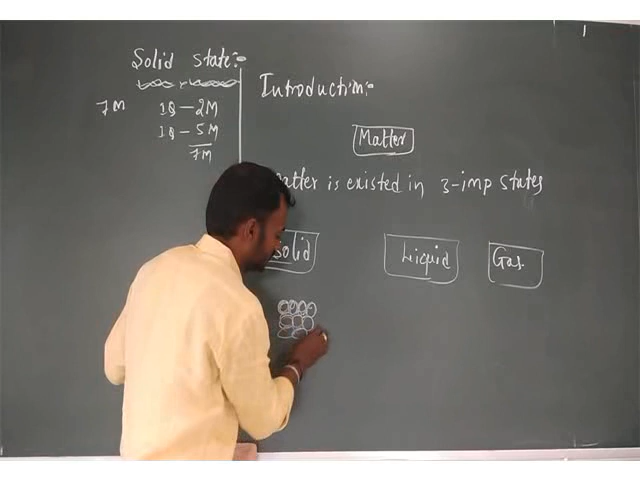 Solid state:-
7M 1Q-2M
1Q-5M
7M
Introduction:-
Matter
Matter is existed in 3-imp states
Solid
Liquid
Gas